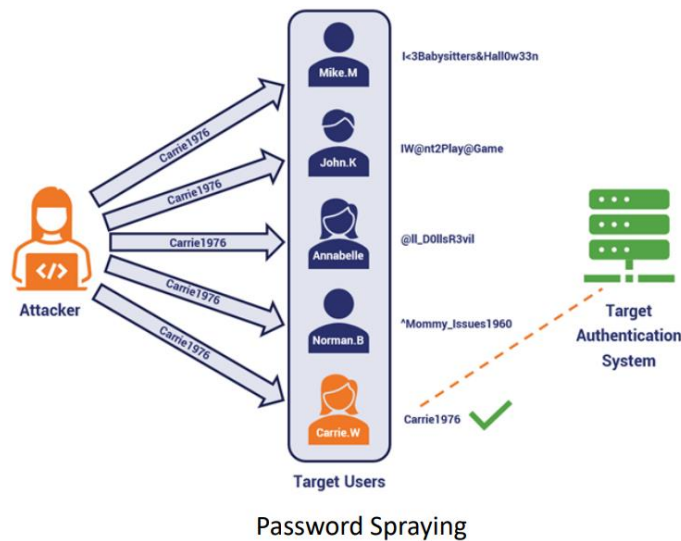 Mike.M
I<3Babysitters&Hall0w33n
Carrie1976
John.K
IW@nt2Play@Game
Carrie1976
Annabelle
@ll_D0llsR3vil
Carrie1976
Norman.B
^Mommy_Issues1960
Carrie1976
Carrie.W
Carrie1976
Carrie1976
</>
Attacker
Target Users
Target
Authentication
System
Password Spraying